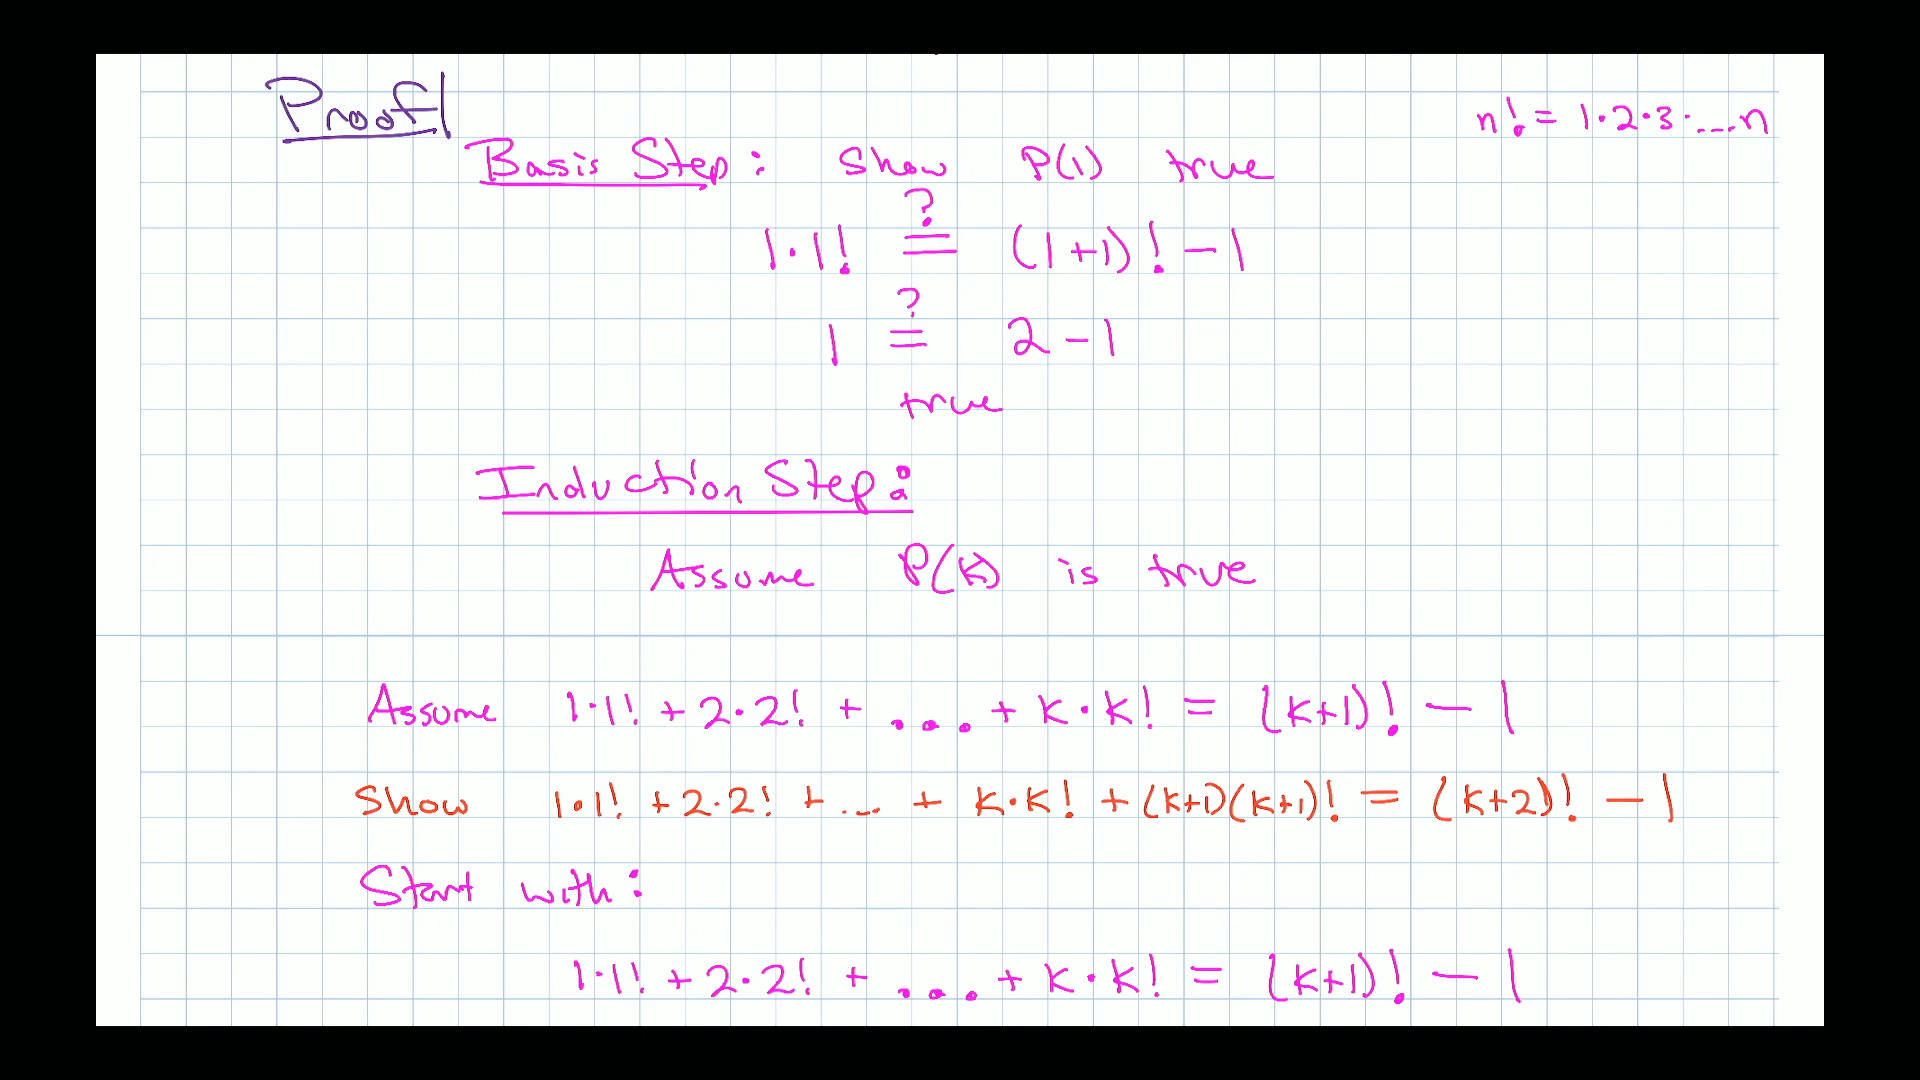 Proof
n! = 1·2·3·...n
Basis Step: Show P(1) true
1·1! ?= (1+1)! - 1
1 ?= 2 - 1
true
Induction Step:
Assume P(k) is true
Assume 1·1! + 2·2! + ... + k·k! = (k+1)! - 1
Show 1·1! + 2·2! + ... + k·k! + (k+1)(k+1)! = (k+2)! - 1
Start with:
1·1! + 2·2! + ... + k·k! = (k+1)! - 1